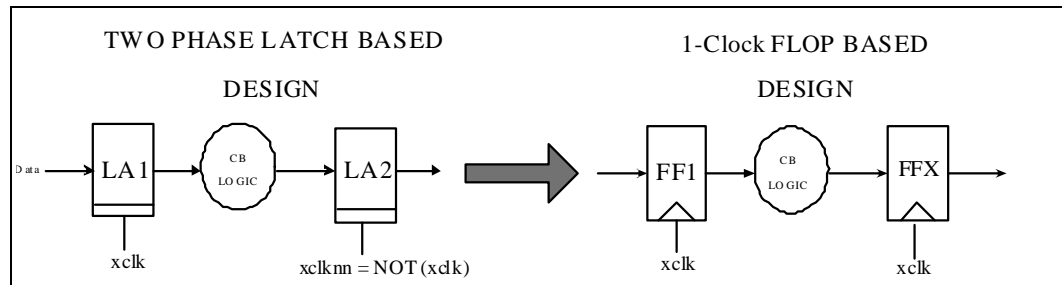 TWO PHASE LATCH BASED
DESIGN
1-Clock FLOP BASED
DESIGN
Data
LA1
CB
LOGIC
LA2
FF1
CB
LOGIC
FFX
xclk
xclknn = NOT (xclk)
xclk
xclk